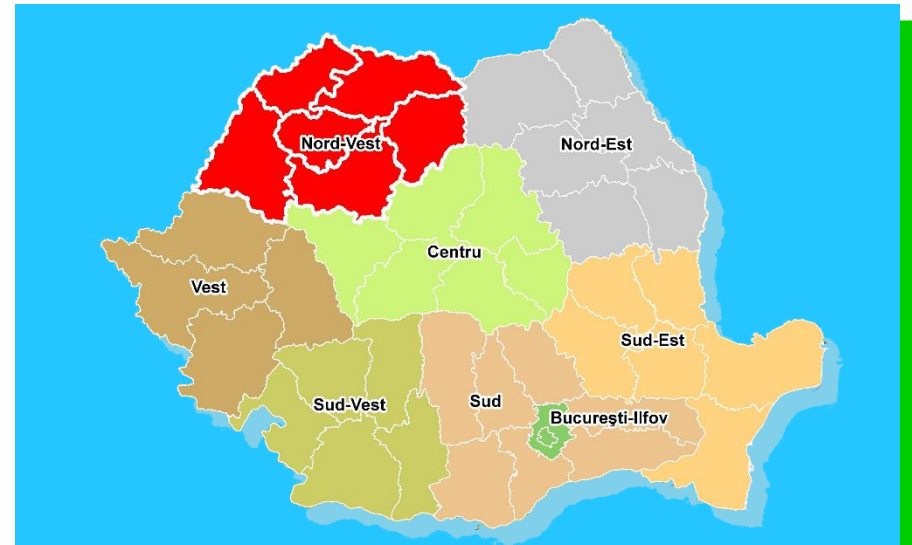 Nord-Vest
Nord-Est
Centru
Vest
Sud-Est
Sud-Vest
Sud
Bucureşti-Ilfov